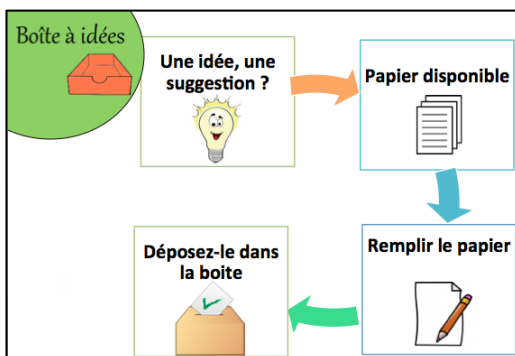 Boîte à idées
Une idée, une
suggestion ?
Papier disponible
Remplir le papier
Déposez-le dans
la boite